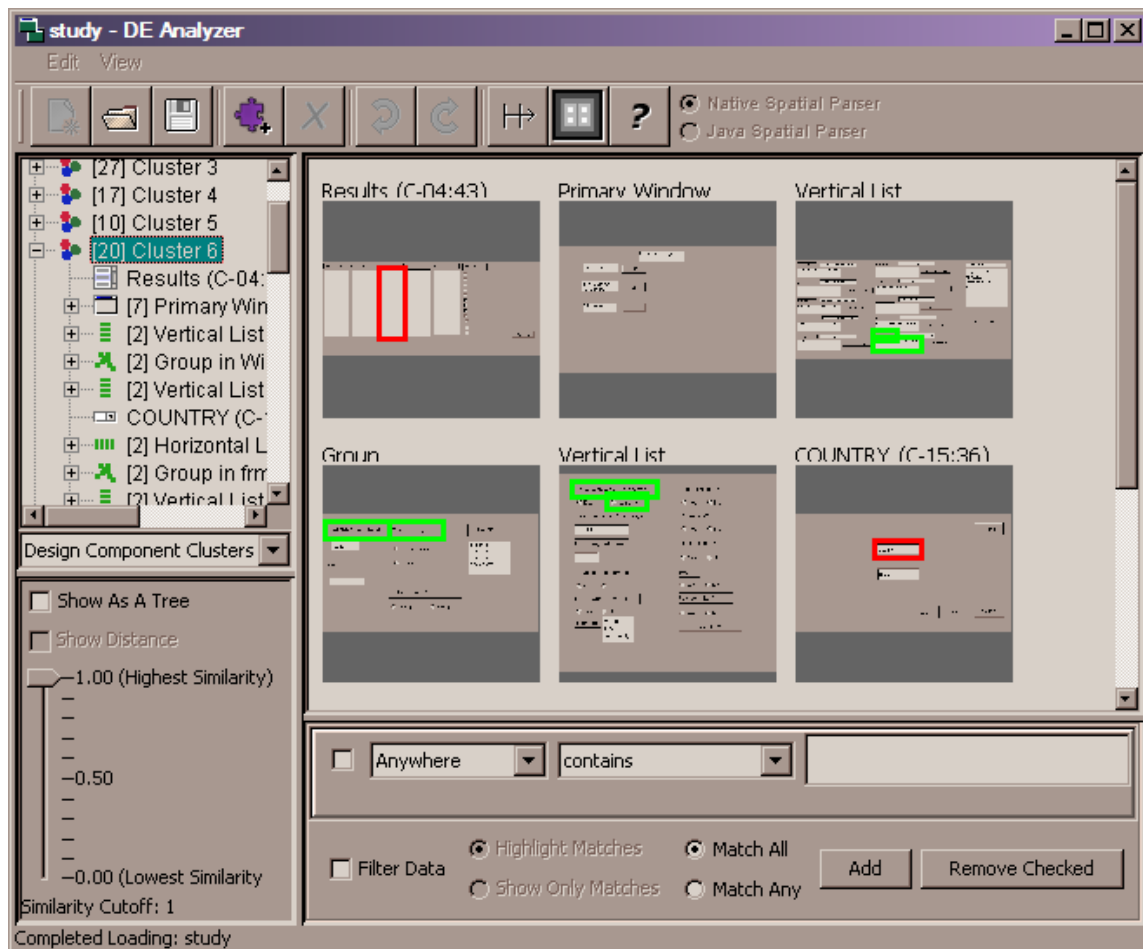 study - DE Analyzer
Edit View
?
Native Spatial Parser
Java Spatial Parser
[27] Cluster 3
[17] Cluster 4
[10] Cluster 5
[20] Cluster 6
Results (C-04:
[7] Primary Win
[2] Vertical List
[2] Group in Wi
[2] Vertical List
COUNTRY (C-
[2] Horizontal L
[2] Group in frm
[2] Vertical List
Design Component Clusters
Show As A Tree
Show Distance
1.00 (Highest Similarity)
0.50
0.00 (Lowest Similarity
Similarity Cutoff: 1
Completed Loading: study
Results (C-04:43)
Primary Window
Vertical List
Group
Vertical List
COUNTRY (C-15:36)
Anywhere
contains
Filter Data
Highlight Matches
Show Only Matches
Match All
Match Any
Add
Remove Checked